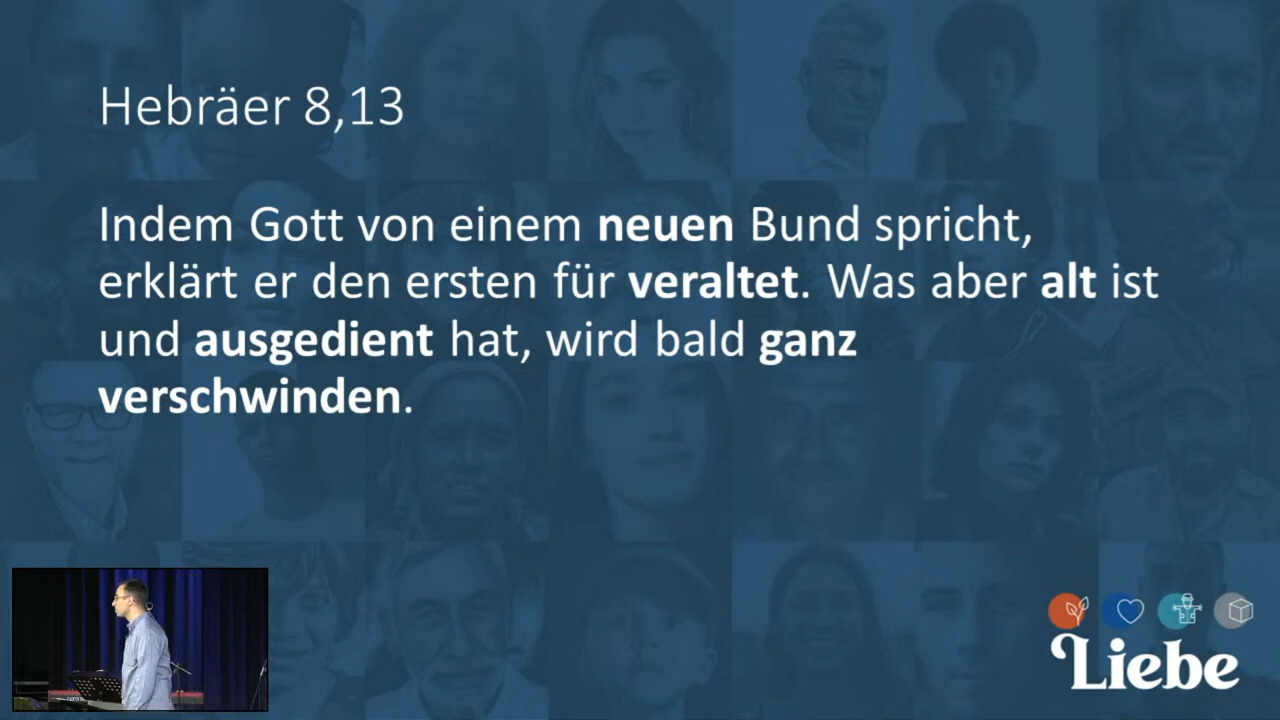 Hebräer 8,13
Indem Gott von einem neuen Bund spricht,
erklärt er den ersten für veraltet. Was aber alt ist
und ausgedient hat, wird bald ganz
verschwinden.
Liebe